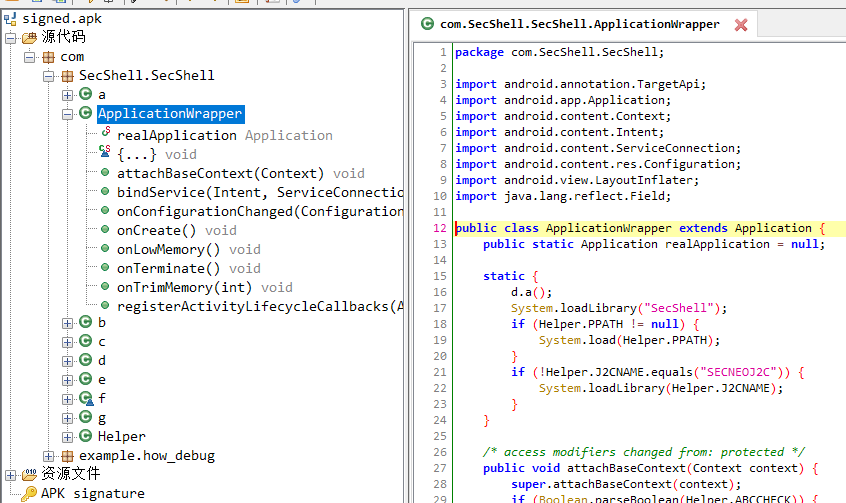 signed.apk
源代码
com
SecShell.SecShell
a
ApplicationWrapper
realApplication Application
{...} void
attachBaseContext(Context) void
bindService(Intent, ServiceConnectio
onConfigurationChanged(Configuration
onCreate() void
onLowMemory() void
onTerminate() void
onTrimMemory(int) void
registerActivityLifecycleCallbacks(A
b
c
d
e
f
g
Helper
example.how_debug
资源文件
APK signature
com.SecShell.SecShell.ApplicationWrapper
1 package com.SecShell.SecShell;
2
3 import android.annotation.TargetApi;
4 import android.app.Application;
5 import android.content.Context;
6 import android.content.Intent;
7 import android.content.ServiceConnection;
8 import android.content.res.Configuration;
9 import android.view.LayoutInflater;
10 import java.lang.reflect.Field;
11
12 public class ApplicationWrapper extends Application {
13 public static Application realApplication = null;
14
15 static {
16 d.a();
17 System.loadLibrary("SecShell");
18 if (Helper.PPATH != null) {
19 System.load(Helper.PPATH);
20 }
21 if (!Helper.J2CNAME.equals("SECNEOJ2C")) {
22 System.loadLibrary(Helper.J2CNAME);
23 }
24 }
25
26 /* access modifiers changed from: protected */
27 public void attachBaseContext(Context context) {
28 super.attachBaseContext(context);
29 if (Boolean.parseBoolean(Helper.ABCCHECK)) {